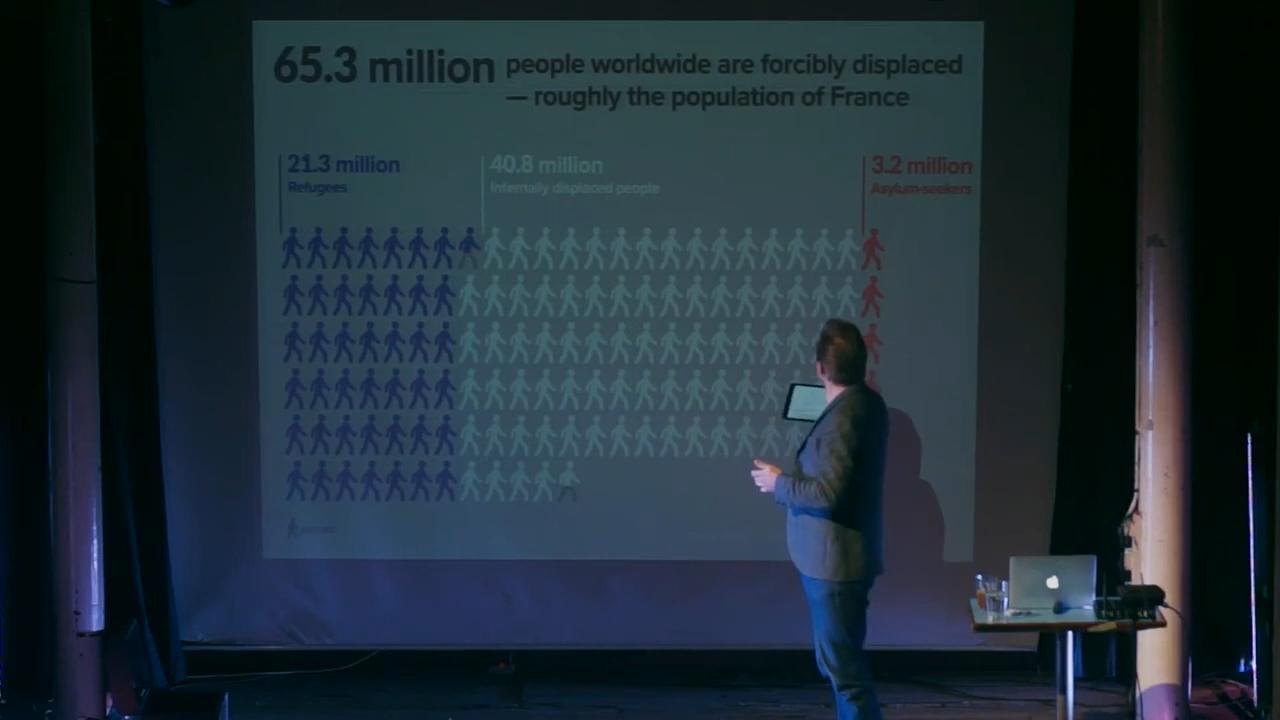 65.3 million people worldwide are forcibly displaced
— roughly the population of France
21.3 million
Refugees
40.8 million
Internally displaced people
3.2 million
Asylum-seekers